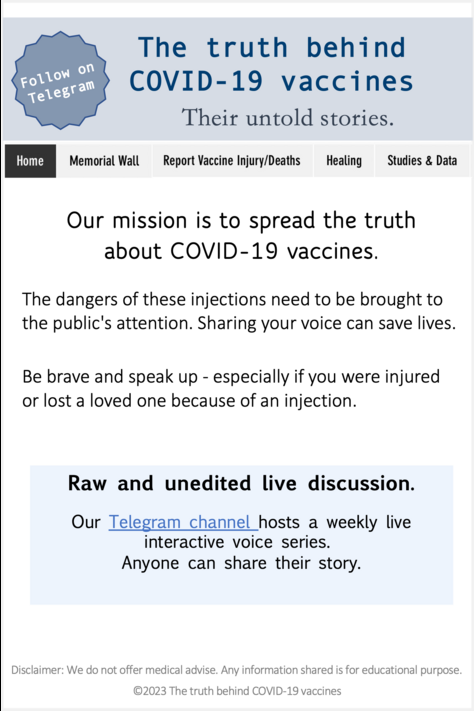 Follow on
Telegram
The truth behind
COVID-19 vaccines
Their untold stories.
Home
Memorial Wall
Report Vaccine Injury/Deaths
Healing
Studies & Data
Our mission is to spread the truth
about COVID-19 vaccines.
The dangers of these injections need to be brought to
the public's attention. Sharing your voice can save lives.
Be brave and speak up - especially if you were injured
or lost a loved one because of an injection.
Raw and unedited live discussion.
Our Telegram channel hosts a weekly live
interactive voice series.
Anyone can share their story.
Disclaimer: We do not offer medical advise. Any information shared is for educational purpose.
©2023 The truth behind COVID-19 vaccines